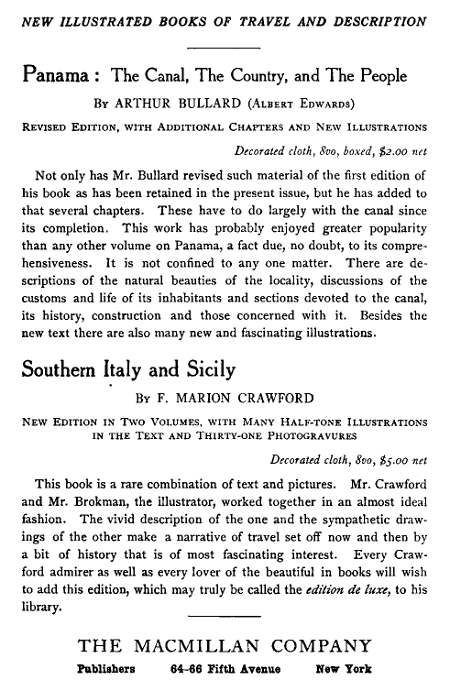 NEW ILLUSTRATED BOOKS OF TRAVEL AND DESCRIPTION
Panama: The Canal, The Country, and The People
By ARTHUR BULLARD (Albert Edwards)
Revised Edition, with Additional Chapters and New Illustrations
Decorated cloth, 8vo, boxed, $2.00 net
Not only has Mr. Bullard revised such material of the first edition of
his book as has been retained in the present issue, but he has added to
that several chapters. These have to do largely with the canal since
its completion. This work has probably enjoyed greater popularity
than any other volume on Panama, a fact due, no doubt, to its compre-
hensiveness. It is not confined to any one matter. There are de-
scriptions of the natural beauties of the locality, discussions of the
customs and life of its inhabitants and sections devoted to the canal,
its history, construction and those concerned with it. Besides the
new text there are also many new and fascinating illustrations.
Southern Italy and Sicily
By F. MARION CRAWFORD
New Edition in Two Volumes, with Many Half-tone Illustrations
in the Text and Thirty-one Photogravures
Decorated cloth, 8vo, $5.00 net
This book is a rare combination of text and pictures. Mr. Crawford
and Mr. Brokman, the illustrator, worked together in an almost ideal
fashion. The vivid description of the one and the sympathetic draw-
ings of the other make a narrative of travel set off now and then by
a bit of history that is of most fascinating interest. Every Craw-
ford admirer as well as every lover of the beautiful in books will wish
to add this edition, which may truly be called the edition de luxe, to his
library.
THE MACMILLAN COMPANY
Publishers 64-66 Fifth Avenue New York